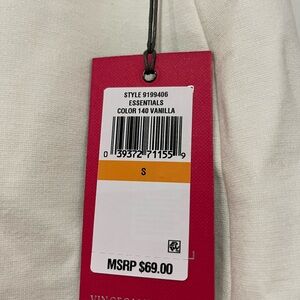 STYLE 9199406
ESSENTIALS
COLOR 140 VANILLA
0 39372 71155 9
S
MSRP $69.00